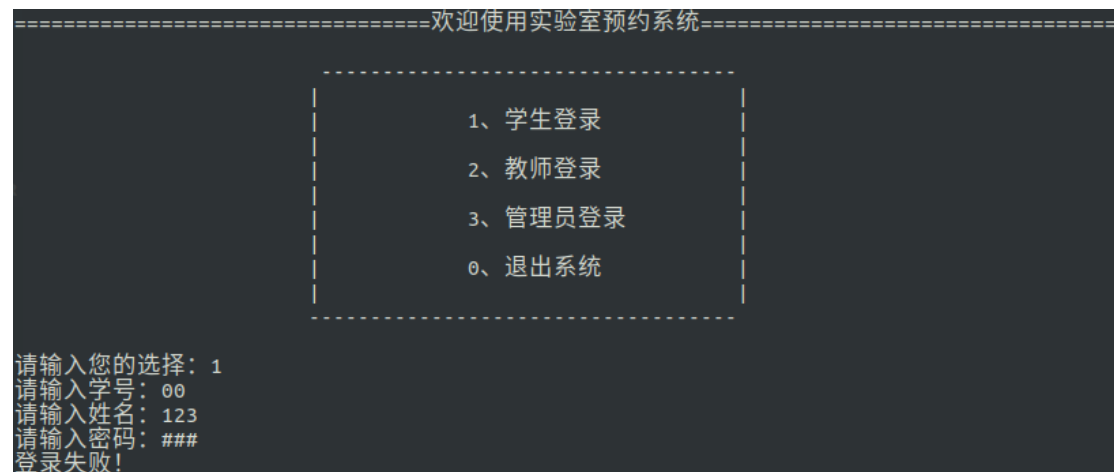 ==================================欢迎使用实验室预约系统==================================
----------------------------------
1、学生登录
2、教师登录
3、管理员登录
0、退出系统
-----------------------------------
请输入您的选择：1
请输入学号：00
请输入姓名：123
请输入密码：###
登录失败！